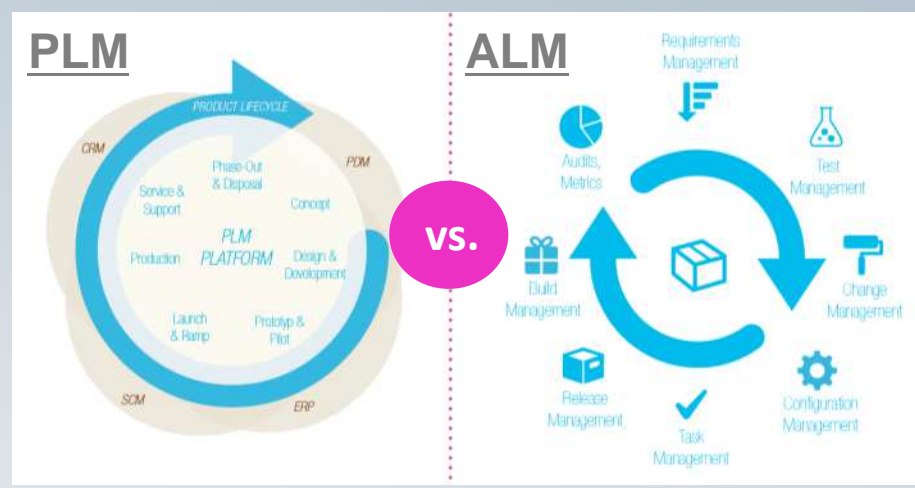 PLM
PRODUCT LIFECYCLE
CRM
PDM
Phase-Out
& Disposal
Service &
Support
Concept
PLM
PLATFORM
Production
Design &
Development
Launch
& Ramp
Prototyp &
Pilot
SCM
ERP
vs.
ALM
Requirements
Management
Audits,
Metrics
Test
Management
Build
Management
Change
Management
Release
Management
Configuration
Management
Task
Management